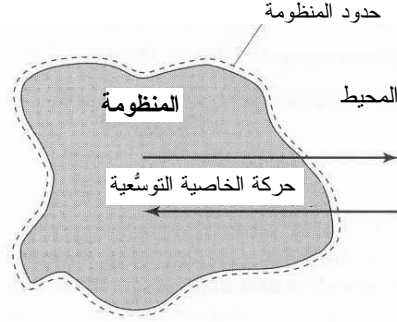 حدود المنظومة
المحيط
المنظومة
حركة الخاصية التوسُّعية